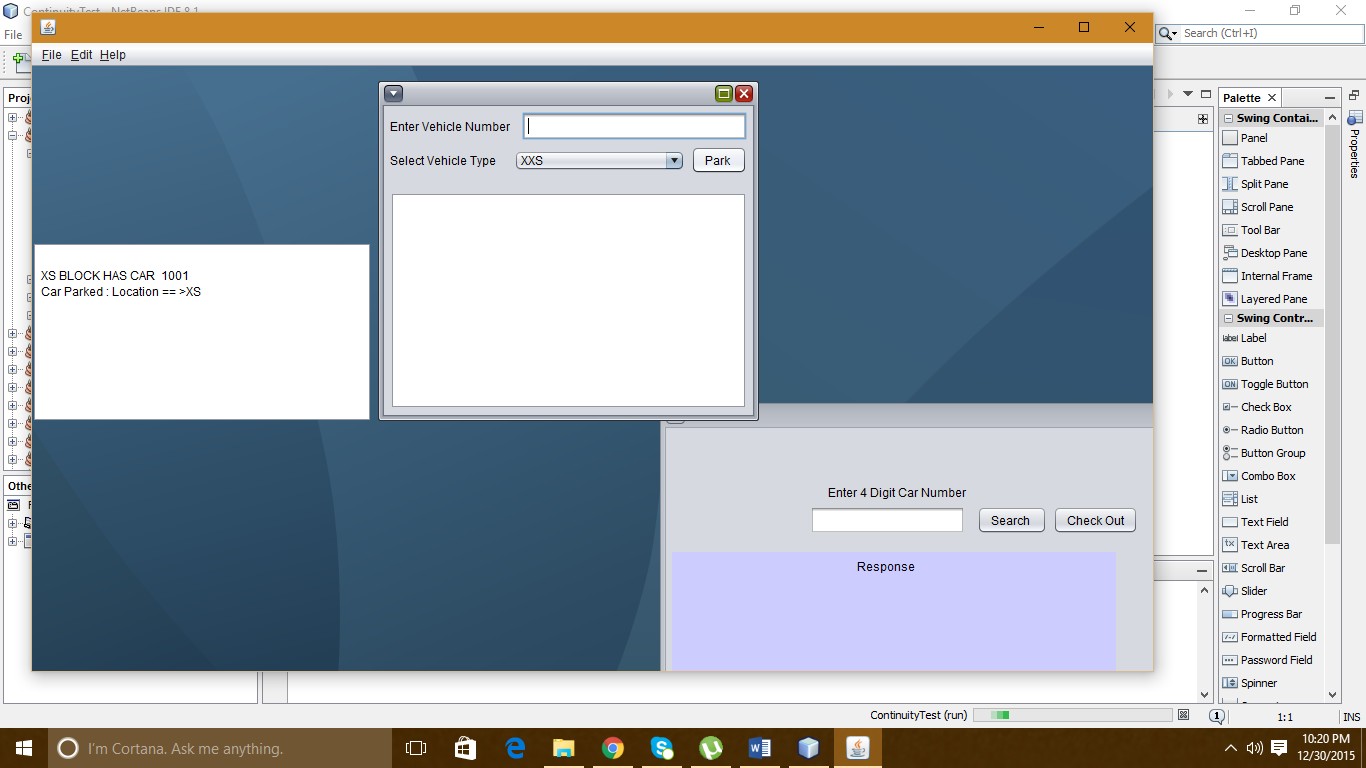 ContinuityTest - NetBeans IDE 8.1
File
Search (Ctrl+I)
File Edit Help
Enter Vehicle Number
Select Vehicle Type XXS Park
XS BLOCK HAS CAR 1001
Car Parked : Location == >XS
Enter 4 Digit Car Number
Search Check Out
Response
Proj
Othe
F
Palette
Swing Contai...
Panel
Tabbed Pane
Split Pane
Scroll Pane
Tool Bar
Desktop Pane
Internal Frame
Layered Pane
Swing Contr...
label Label
OK Button
ON Toggle Button
Check Box
Radio Button
Button Group
Combo Box
List
Text Field
tx Text Area
Scroll Bar
Slider
Progress Bar
Formatted Field
Password Field
Spinner
Properties
ContinuityTest (run)
1
1:1
INS
I'm Cortana. Ask me anything.
10:20 PM
12/30/2015